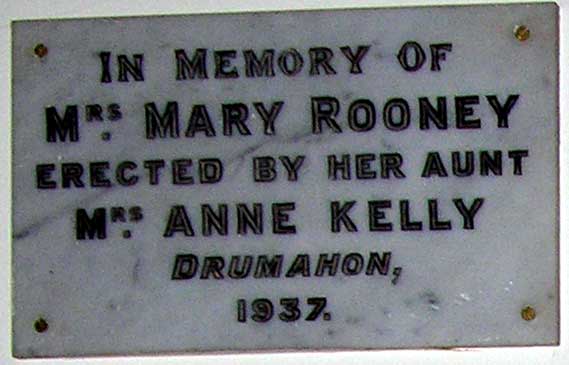 IN MEMORY OF
MRS. MARY ROONEY
ERECTED BY HER AUNT
MRS. ANNE KELLY
DRUMAHON,
1937.